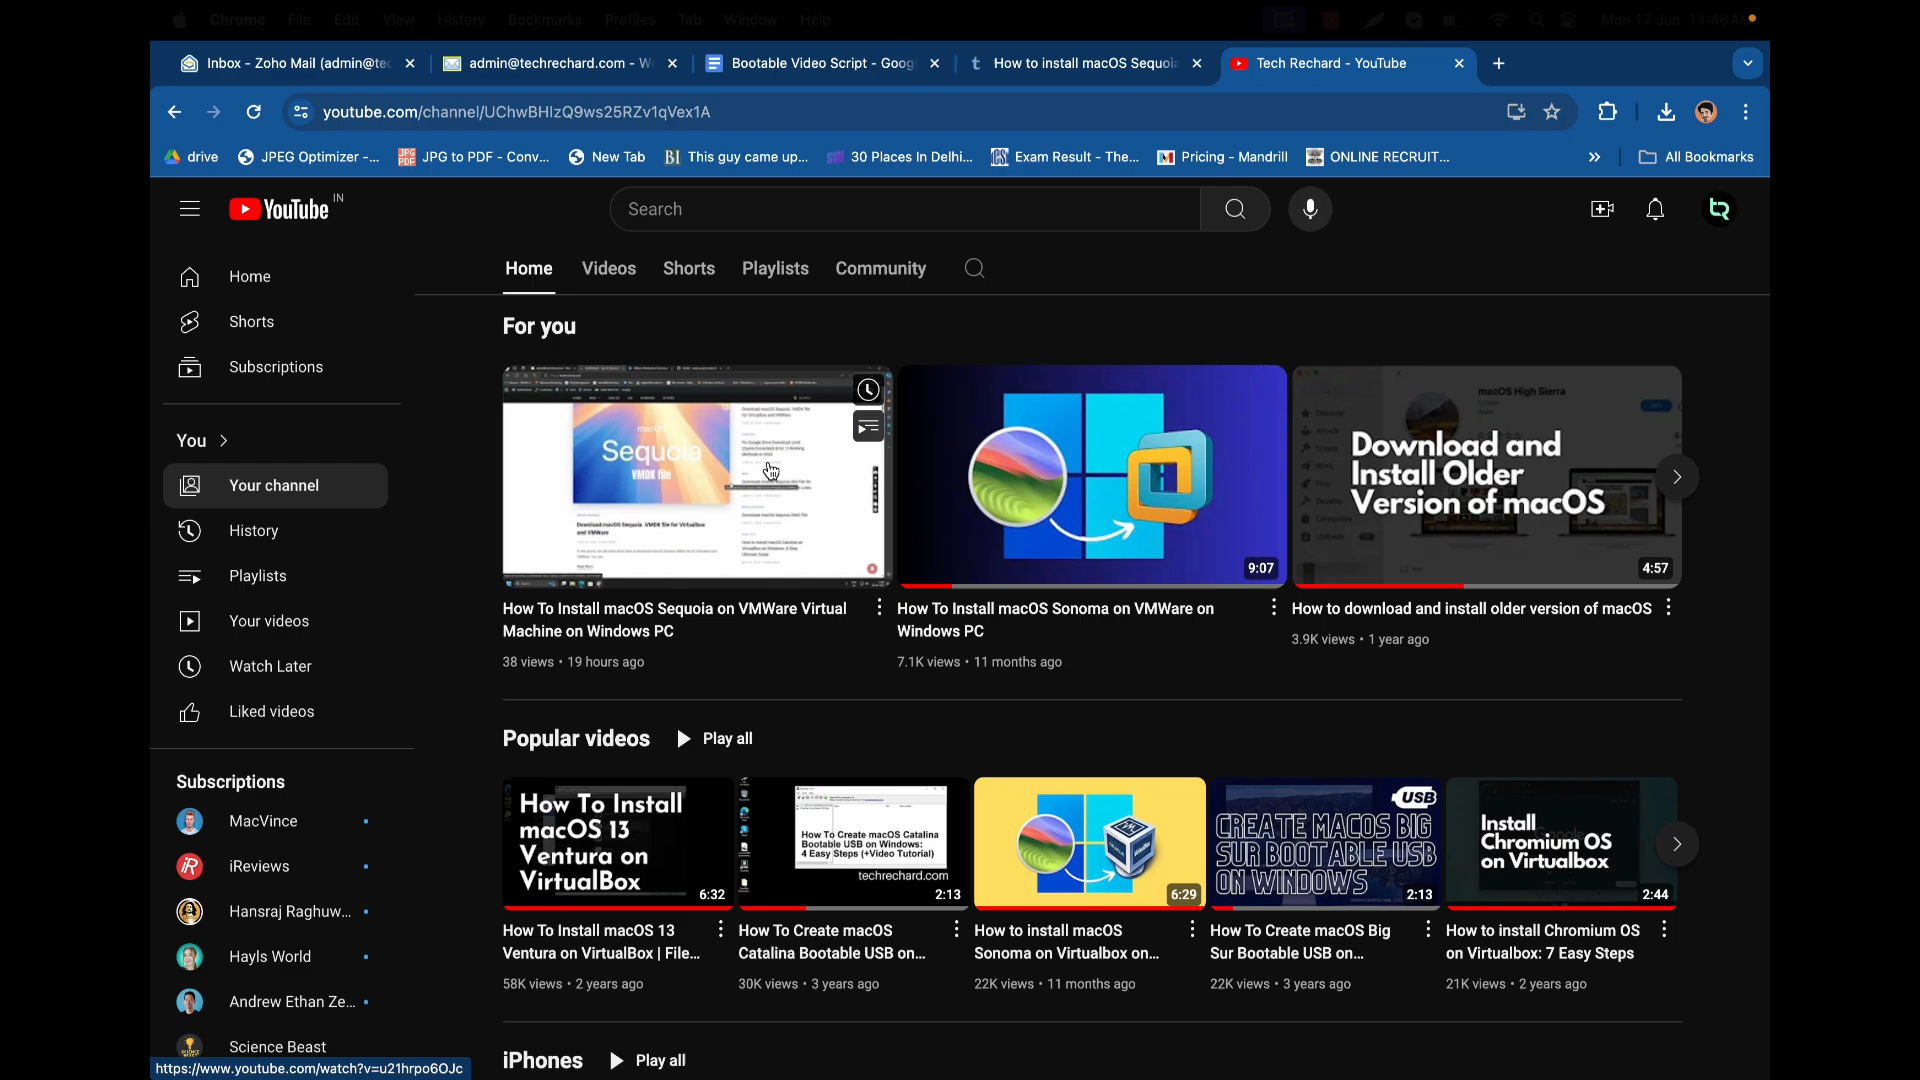 Chrome File Edit View History Bookmarks Profiles Tab Window Help Mon 17 Jun 11:46
Inbox - Zoho Mail (admin@tec
admin@techrechard.com - W
Bootable Video Script - Goog
How to install macOS Sequoia
Tech Rechard - YouTube
youtube.com/channel/UChwBHIzQ9ws25RZv1qVex1A
drive
JPEG Optimizer -...
JPG to PDF - Conv...
New Tab
This guy came up...
30 Places In Delhi...
Exam Result - The...
Pricing - Mandrill
ONLINE RECRUIT...
All Bookmarks
YouTube IN
Search
Home
Shorts
Subscriptions
You
Your channel
History
Playlists
Your videos
Watch Later
Liked videos
Subscriptions
MacVince
iReviews
Hansraj Raghuw...
Hayls World
Andrew Ethan Ze...
Science Beast
https://www.youtube.com/watch?v=u21hrpo6OJc
Home Videos Shorts Playlists Community
For you
macOS
Sequoia
VMDK file
How To Install macOS Sequoia on VMWare Virtual
Machine on Windows PC
38 views • 19 hours ago
9:07
How To Install macOS Sonoma on VMWare on
Windows PC
7.1K views • 11 months ago
macOS High Sierra
Download and
Install Older
Version of macOS
4:57
How to download and install older version of macOS
3.9K views • 1 year ago
Popular videos Play all
How To Install
macOS 13
Ventura on
VirtualBox
6:32
How To Install macOS 13
Ventura on VirtualBox | File...
58K views • 2 years ago
How To Create macOS Catalina
Bootable USB on Windows:
4 Easy Steps (+Video Tutorial)
techrechard.com
2:13
How To Create macOS
Catalina Bootable USB on...
30K views • 3 years ago
6:29
How to install macOS
Sonoma on Virtualbox on...
22K views • 11 months ago
USB
CREATE MACOS BIG
SUR BOOTABLE USB
ON WINDOWS
2:13
How To Create macOS Big
Sur Bootable USB on...
22K views • 3 years ago
Install
Chromium OS
on Virtualbox
2:44
How to install Chromium OS
on Virtualbox: 7 Easy Steps
21K views • 2 years ago
iPhones Play all